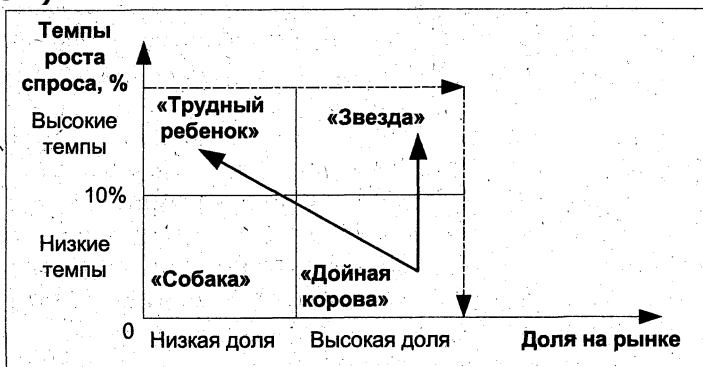 Темпы
роста
спроса, %
Высокие
темпы
10%
Низкие
темпы
0
«Трудный
ребенок»
«Звезда»
«Собака»
«Дойная
корова»
Низкая доля
Высокая доля
Доля на рынке